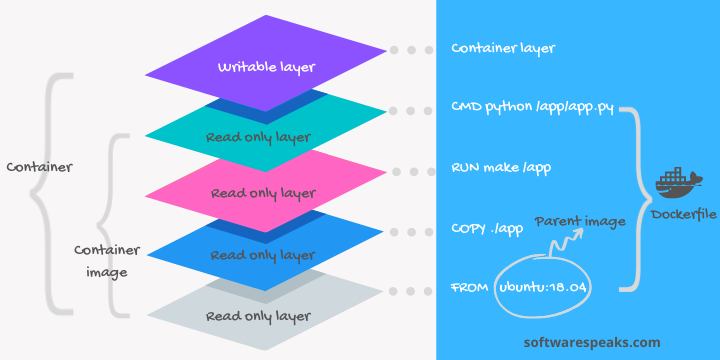 Writable layer
Container layer
Read only layer
CMD python /app/app.py
Container
Read only layer
RUN make /app
Dockerfile
Container
image
Read only layer
COPY ./app
Parent image
Read only layer
FROM ubuntu:18.04
softwarespeaks.com